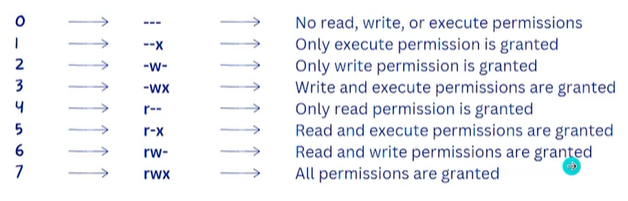 0 → --- → No read, write, or execute permissions
1 → --x → Only execute permission is granted
2 → -w- → Only write permission is granted
3 → -wx → Write and execute permissions are granted
4 → r-- → Only read permission is granted
5 → r-x → Read and execute permissions are granted
6 → rw- → Read and write permissions are granted
7 → rwx → All permissions are granted